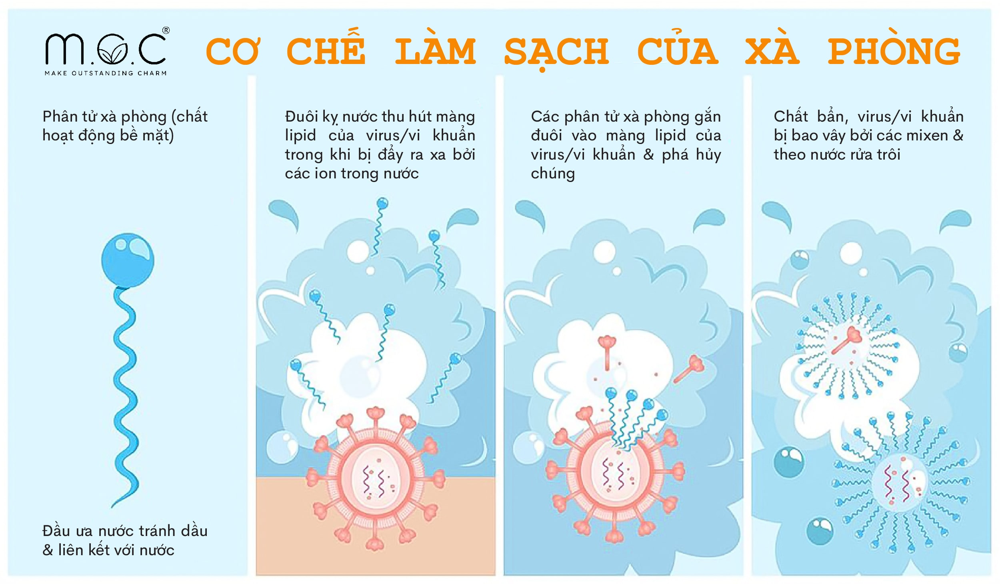 m.o.c®
MAKE OUTSTANDING CHARM
CƠ CHẾ LÀM SẠCH CỦA XÀ PHÒNG
Phân tử xà phòng (chất
hoạt động bề mặt)
Đầu ưa nước tránh dầu
& liên kết với nước
Đuôi kỵ nước thu hút màng
lipid của virus/vi khuẩn
trong khi bị đẩy ra xa bởi
các ion trong nước
Các phân tử xà phòng gắn
đuôi vào màng lipid của
virus/vi khuẩn & phá hủy
chúng
Chất bẩn, virus/vi khuẩn
bị bao vây bởi các mixen &
theo nước rửa trôi